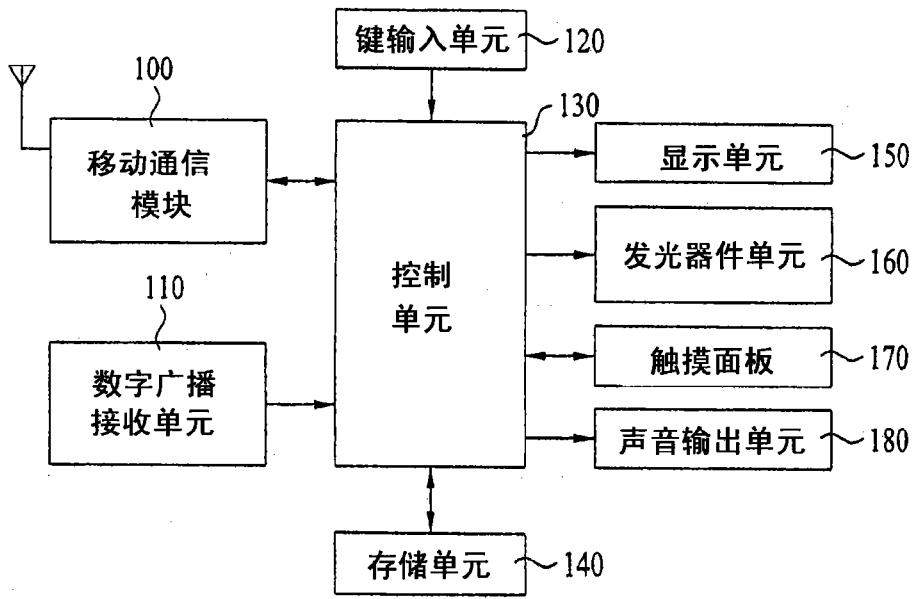 键输入单元
120
100
移动通信
模块
130
显示单元
150
发光器件单元
160
控制
单元
110
数字广播
接收单元
触摸面板
170
声音输出单元
180
存储单元
140